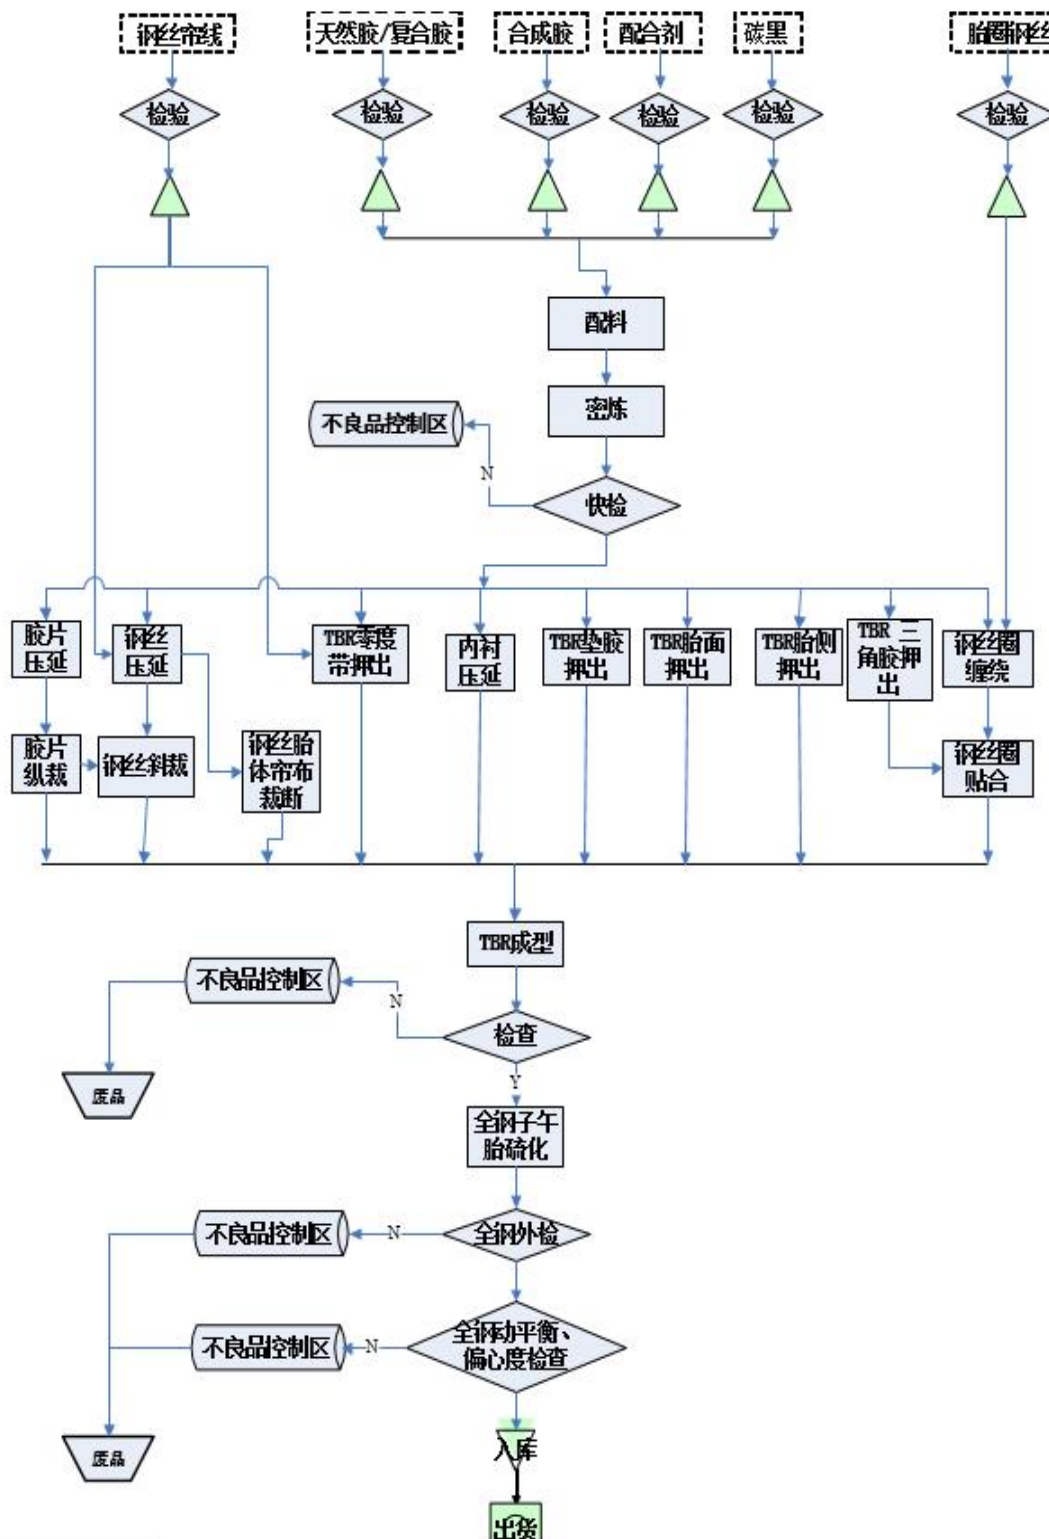 钢丝帘线
天然胶/复合胶
合成胶
配合剂
碳黑
胎圈钢丝
检验
检验
检验
检验
检验
检验
配料
密炼
不良品控制区
N
快检
胶片
压延
钢丝
压延
TBR零度
带押出
内衬
压延
TBR垫胶
押出
TBR胎面
押出
TBR胎侧
押出
TBR 三
角胶押
出
钢丝圈
缠绕
胶片
纵裁
钢丝斜裁
钢丝胎
体帘布
裁断
钢丝圈
贴合
TBR成型
不良品控制区
N
检查
废品
Y
全钢子午
胎硫化
不良品控制区
N
全钢外检
不良品控制区
N
全钢动平衡、
偏心度检查
废品
入库
出货